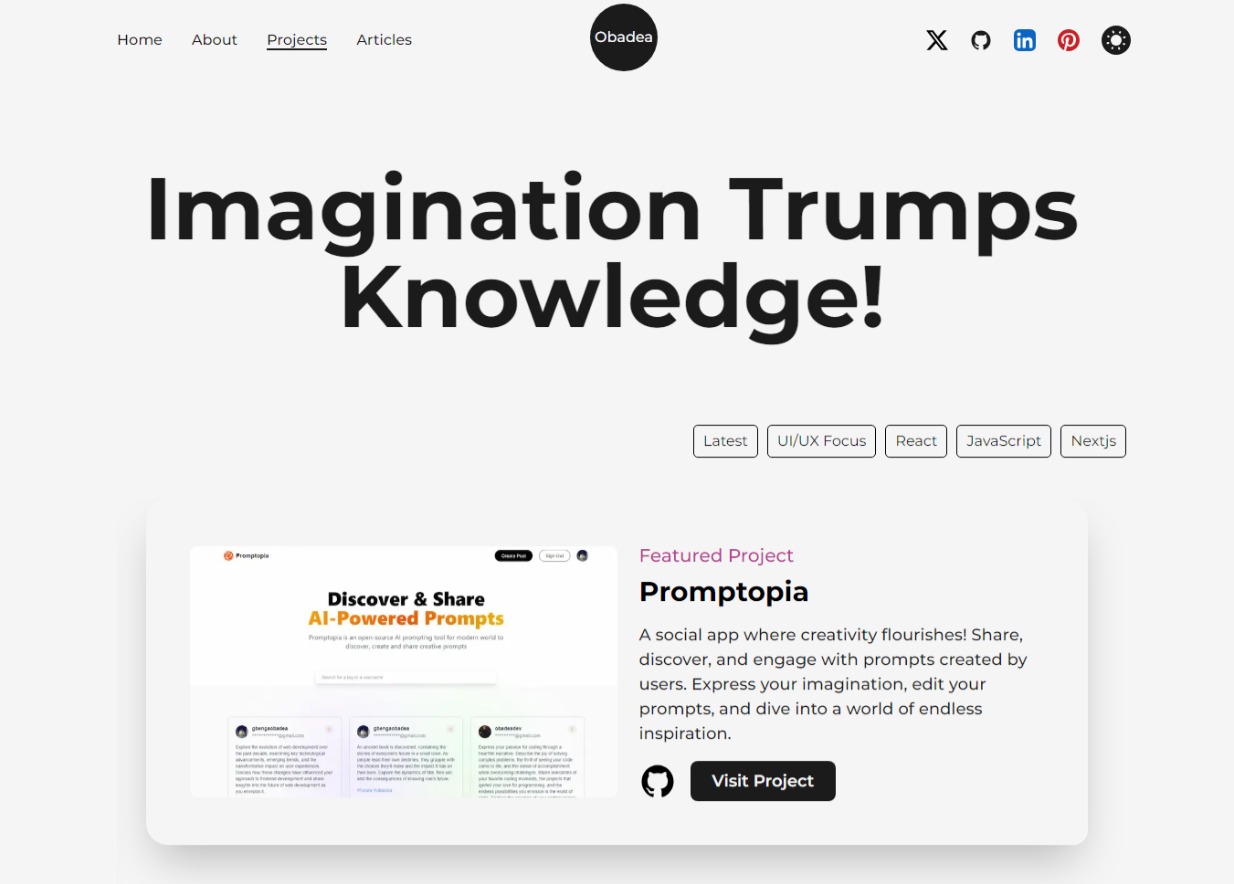 Home About Projects Articles
Obadea
Imagination Trumps
Knowledge!
Latest UI/UX Focus React JavaScript Nextjs
Promptopia
Create Post Sign Out
Discover & Share
AI-Powered Prompts
Promptopia is an open-source AI prompting tool for modern world to
discover, create and share creative prompts
Search for a tag or a username
gbengaobadea
gbengaobadea
obadeadev
Featured Project
Promptopia
A social app where creativity flourishes! Share,
discover, and engage with prompts created by
users. Express your imagination, edit your
prompts, and dive into a world of endless
inspiration.
Visit Project